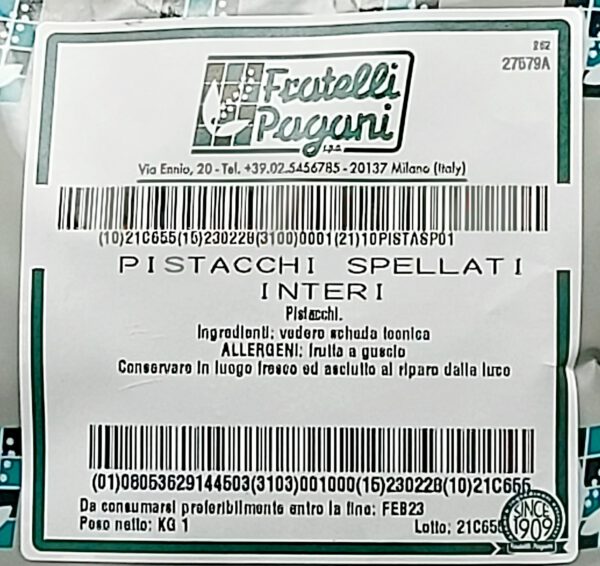 262
27579A
Fratelli
Pagani
s.p.a.
Via Ennio, 20 - Tel. +39.02.5456785 - 20137 Milano (Italy)
(10)21C655(15)230228(3100)0001(21)10PISTASP01
PISTACCHI SPELLATI
INTERI
Pistacchi.
Ingredienti: vedere scheda tecnica
ALLERGENI: frutta a guscio
Conservare in luogo fresco ed asciutto al riparo dalla luce
(01)08053629144503(3103)001000(15)230228(10)21C655
Da consumarsi preferibilmente entro la fine: FEB23
Peso netto: KG 1
Lotto: 21C655
SINCE
1909
Fratelli Pagani